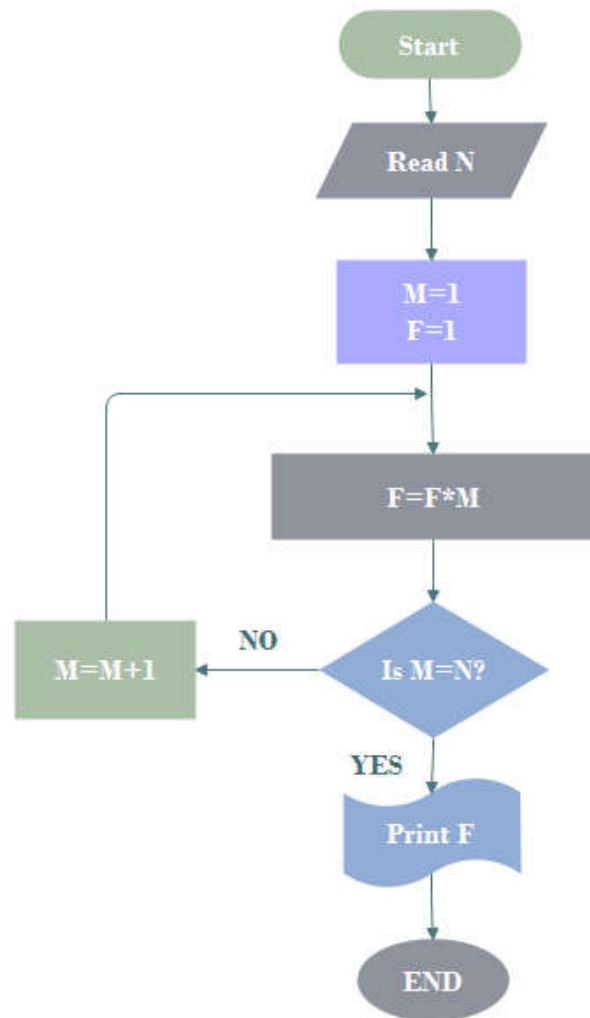 Start
Read N
M=1
F=1
F=F*M
Is M=N?
NO
M=M+1
YES
Print F
END